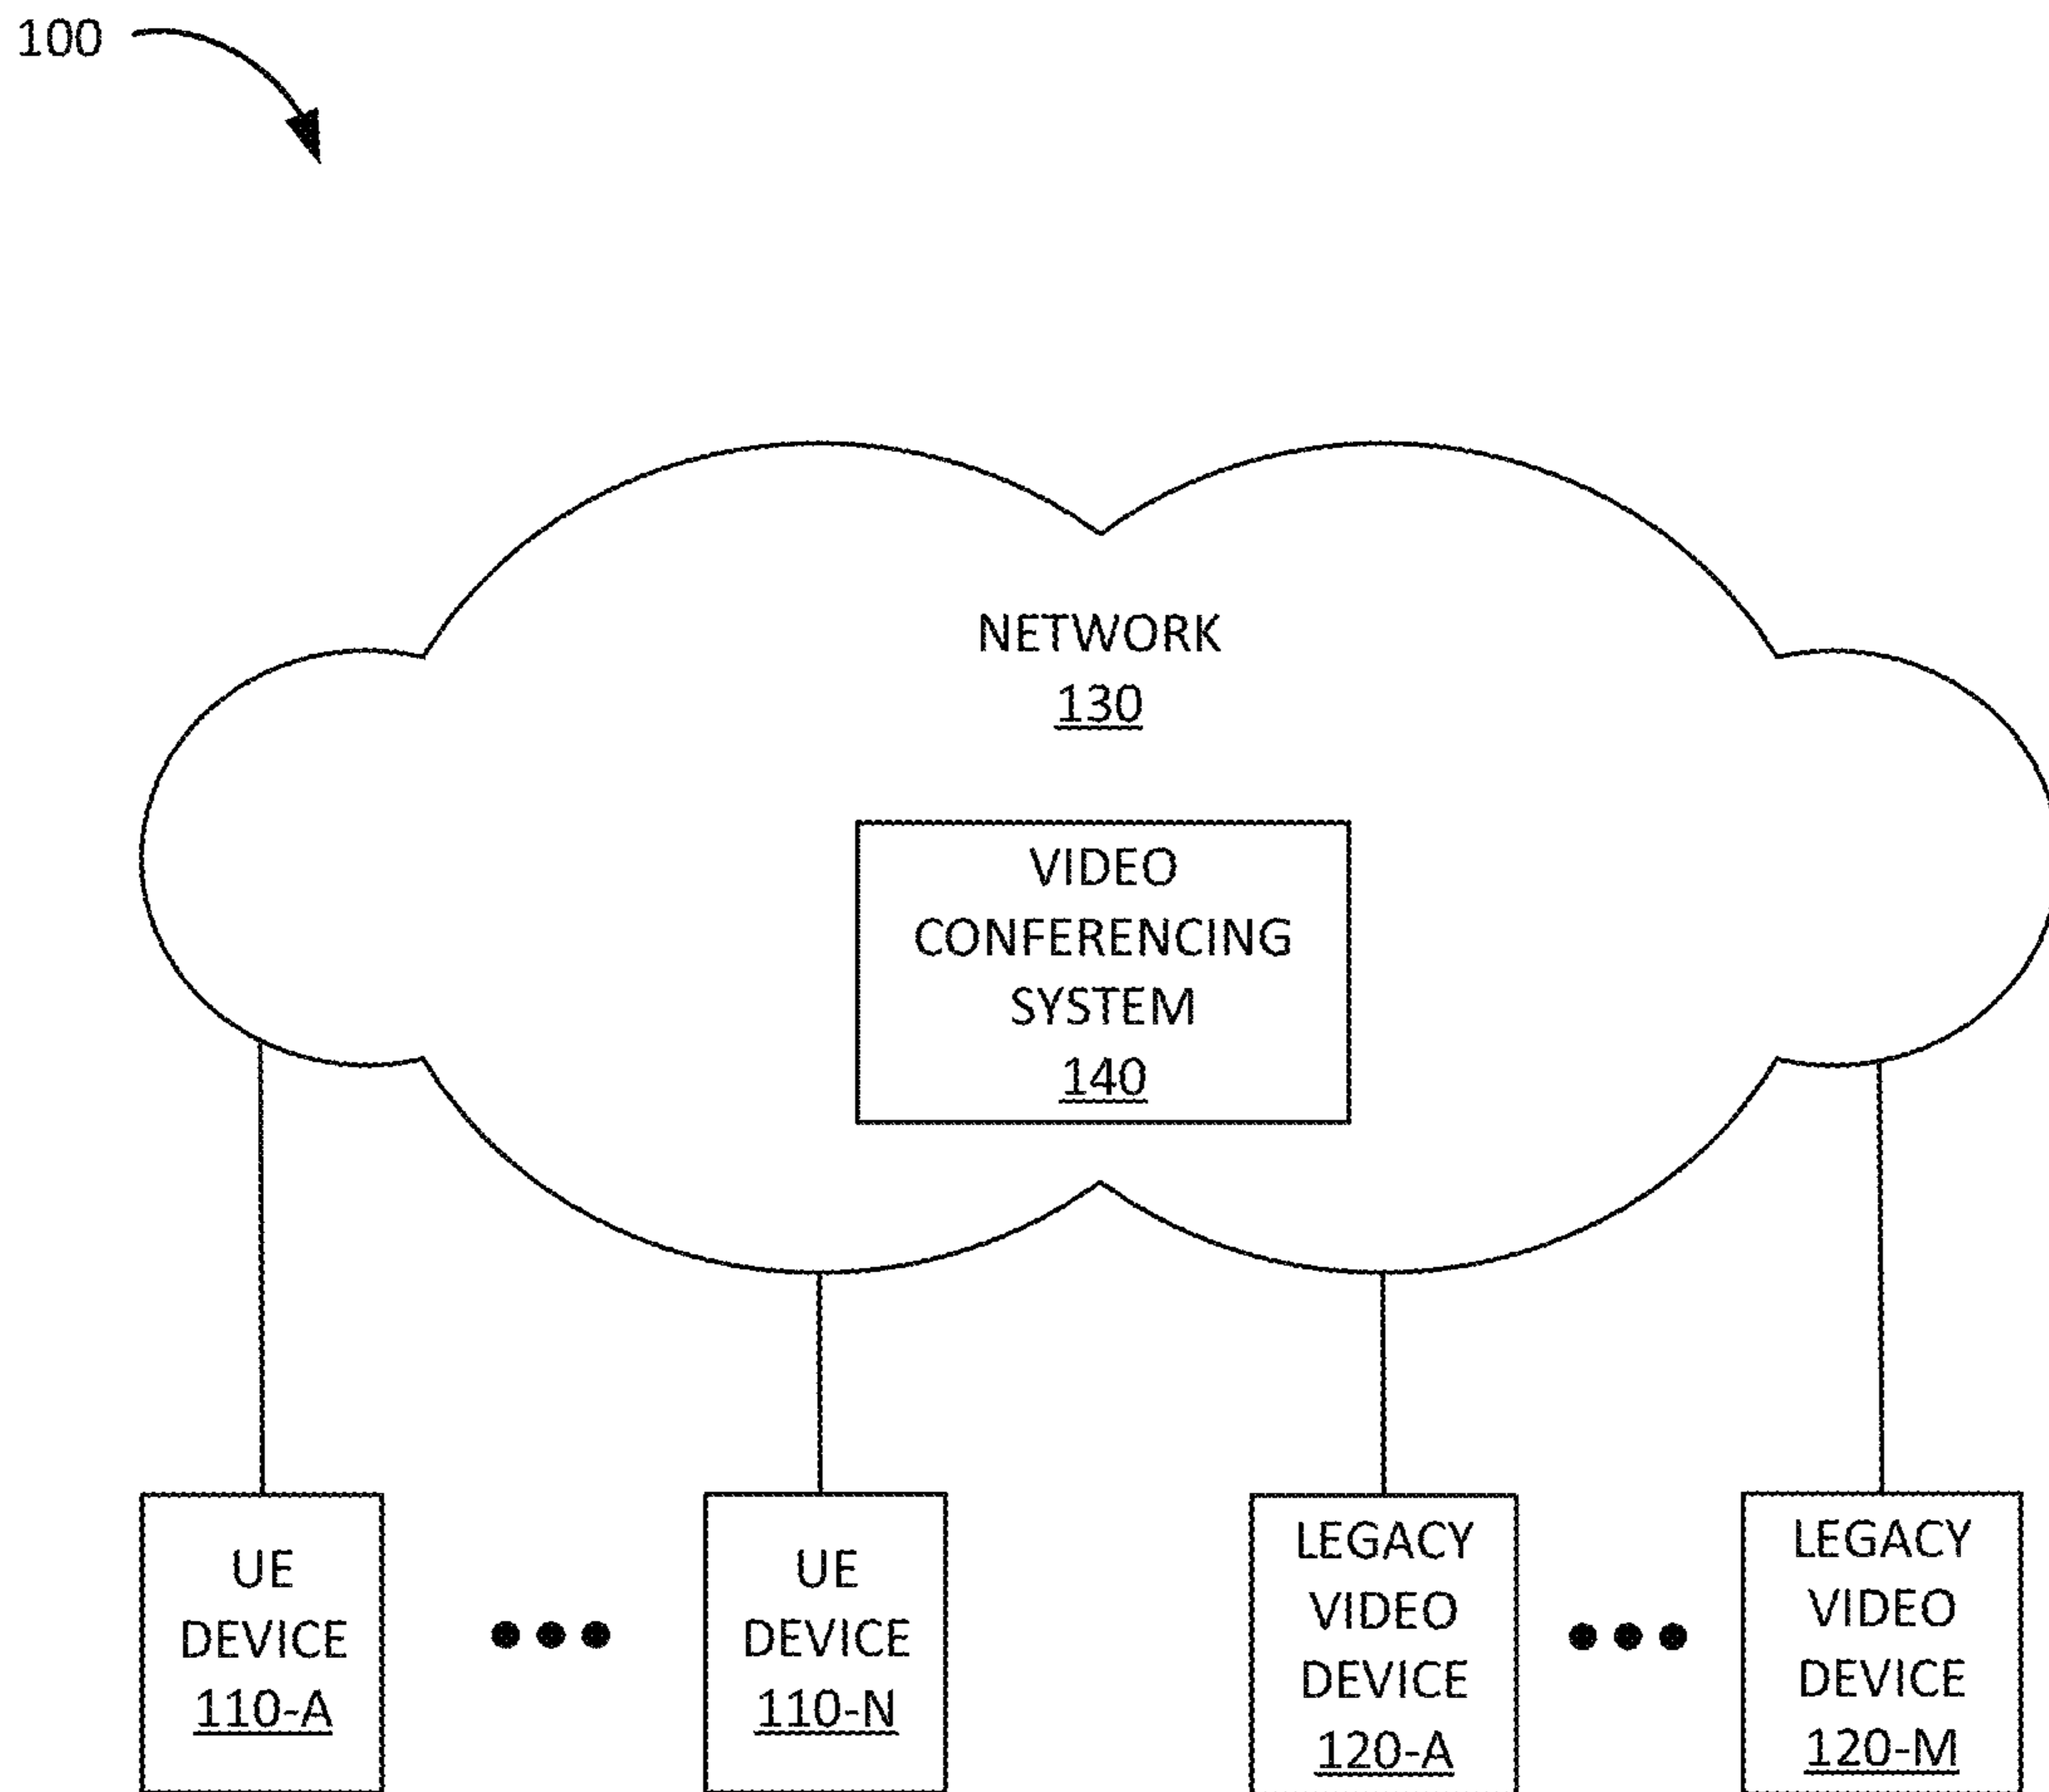 100
NETWORK
130
VIDEO
CONFERENCING
SYSTEM
140
UE
DEVICE
110-A
UE
DEVICE
110-N
LEGACY
VIDEO
DEVICE
120-A
LEGACY
VIDEO
DEVICE
120-M